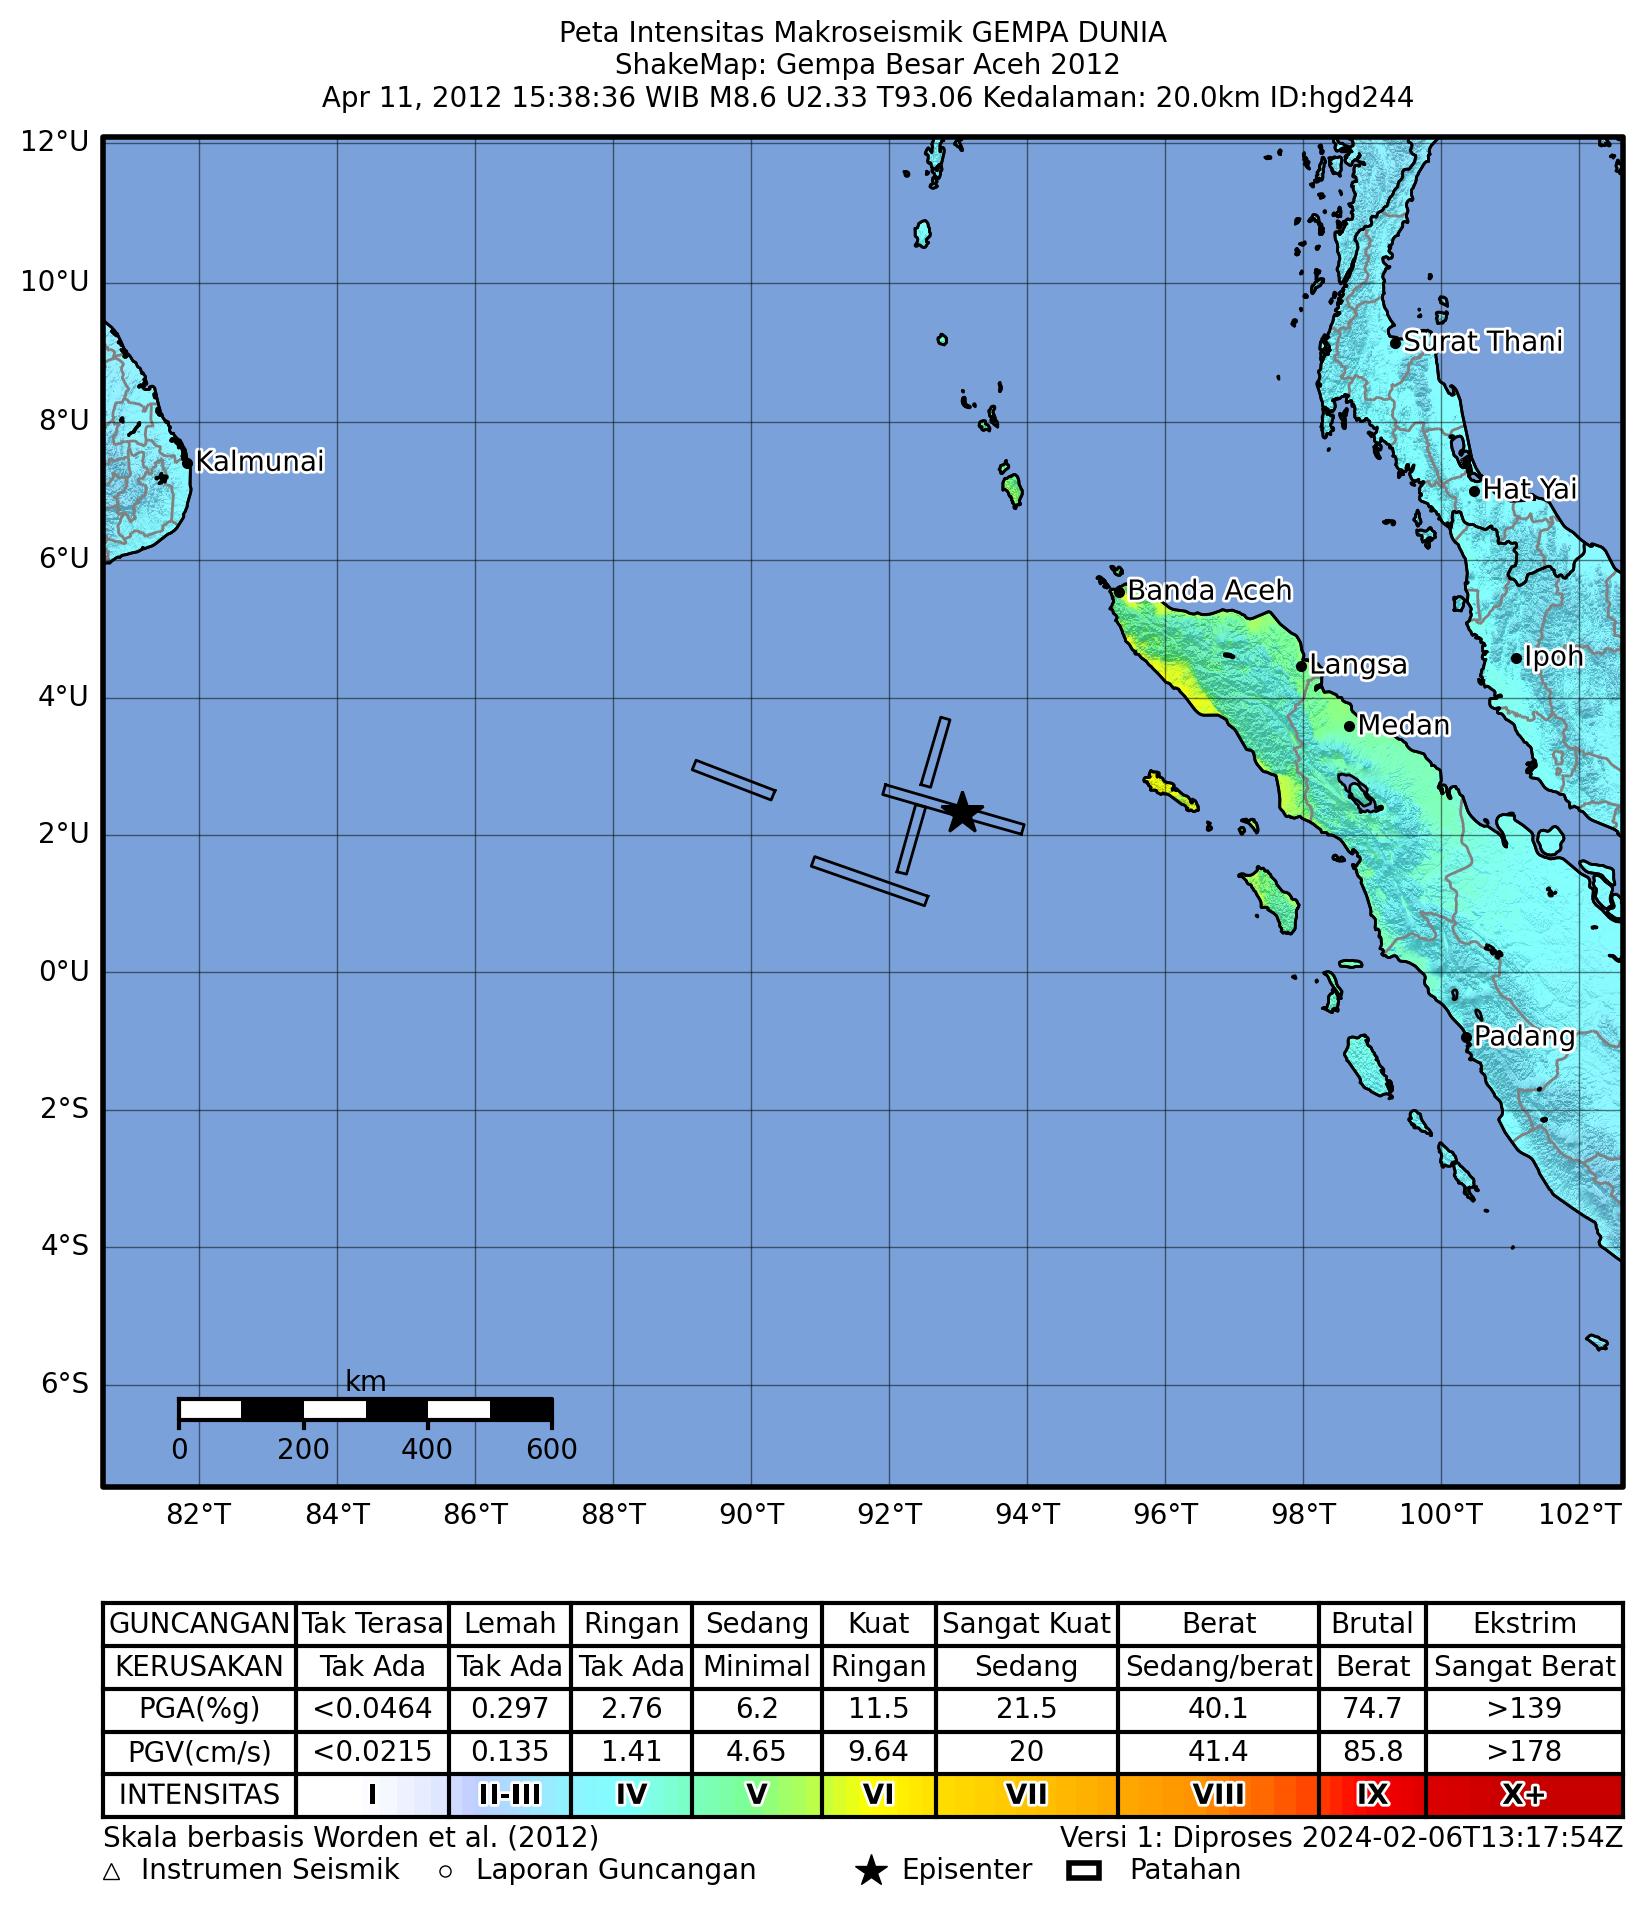 Peta Intensitas Makroseismik GEMPA DUNIA
ShakeMap: Gempa Besar Aceh 2012
Apr 11, 2012 15:38:36 WIB M8.6 U2.33 T93.06 Kedalaman: 20.0km ID:hgd244
12°U
10°U
Surat Thani
8°U
Kalmunai
Hat Yai
6°U
Banda Aceh
Langsa
Ipoh
4°U
Medan
2°U
0°U
Padang
2°S
4°S
6°S
km
0 200 400 600
82°T 84°T 86°T 88°T 90°T 92°T 94°T 96°T 98°T 100°T 102°T
GUNCANGAN Tak Terasa Lemah Ringan Sedang Kuat Sangat Kuat Berat Brutal Ekstrim
KERUSAKAN Tak Ada Tak Ada Tak Ada Minimal Ringan Sedang Sedang/berat Berat Sangat Berat
PGA(%g) <0.0464 0.297 2.76 6.2 11.5 21.5 40.1 74.7 >139
PGV(cm/s) <0.0215 0.135 1.41 4.65 9.64 20 41.4 85.8 >178
INTENSITAS I II-III IV V VI VII VIII IX X+
Skala berbasis Worden et al. (2012) Versi 1: Diproses 2024-02-06T13:17:54Z
Instrumen Seismik Laporan Guncangan Episenter Patahan